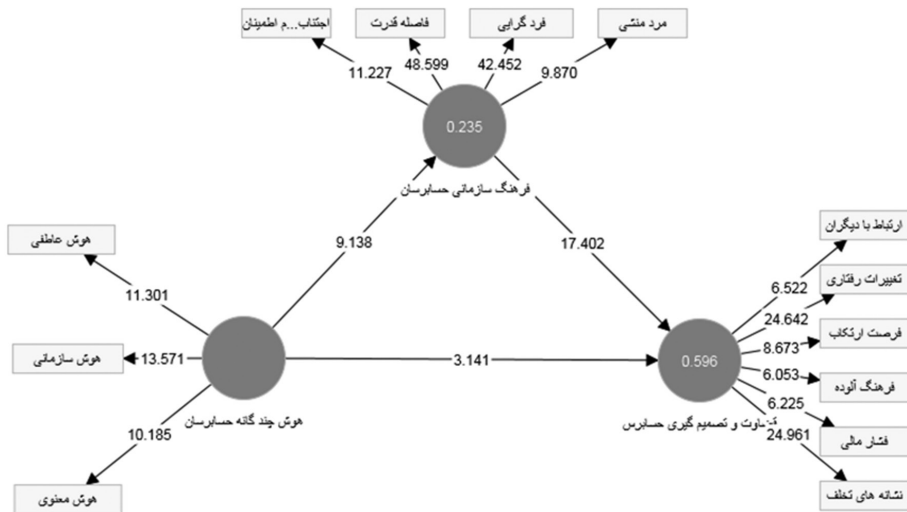 اجتناب...م اطمینان
فاصله قدرت
فرد گرایی
مرد منشی
11.227
48.599
42.452
9.870
0.235
فرهنگ سازمانی حسابرسان
9.138
17.402
هوش عاطفی
11.301
هوش سازمانی
13.571
10.185
هوش معنوی
هوش چند گانه حسابرسان
3.141
0.596
و تصمیم گیری حسابرس
ارتباط با دیگران
6.522
تغییرات رفتاری
24.642
فرصت ارتکاب
8.673
فرهنگ آلوده
6.053
فشار مالی
6.225
نشانه های تخلف
24.961